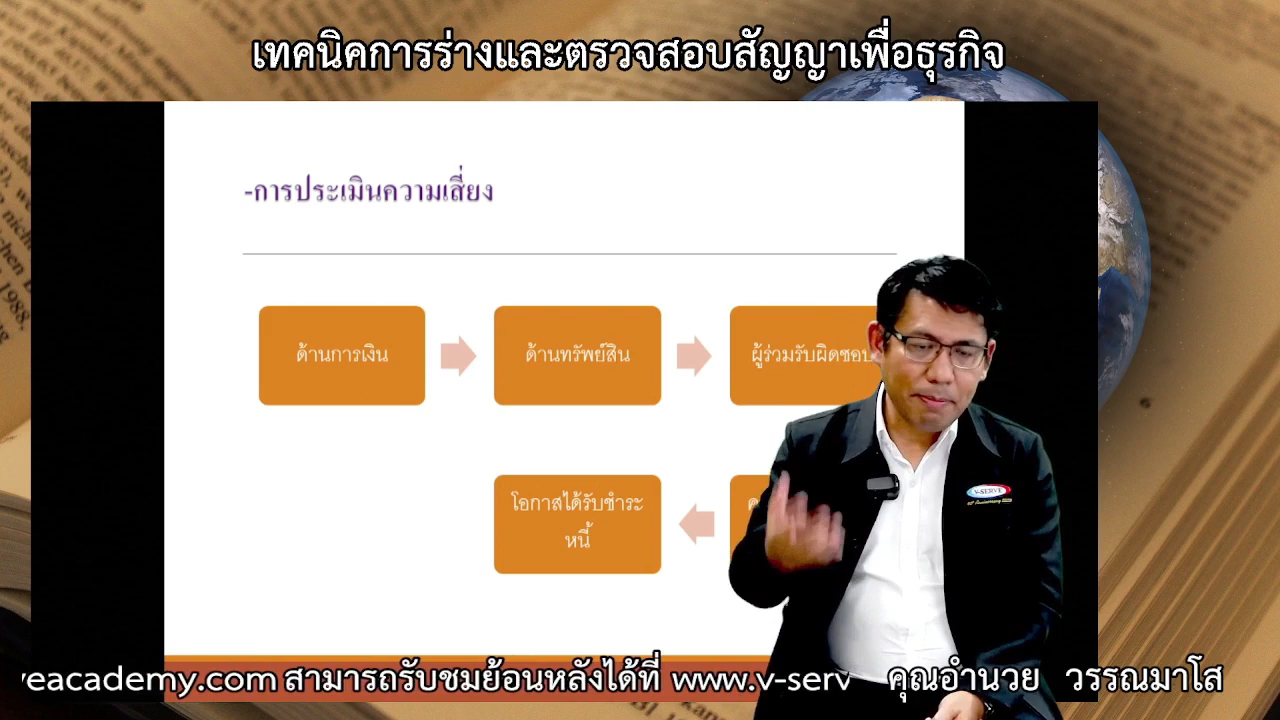 เทคนิคการร่างและตรวจสอบสัญญาเพื่อธุรกิจ
-การประเมินความเสี่ยง
ด้านการเงิน
ด้านทรัพย์สิน
ผู้ร่วมรับผิดชอบ
โอกาสได้รับชำระ
หนี้
V-SERVE
veacademy.com สามารถรับชมย้อนหลังได้ที่ www.v-serv
คุณอำนวย วรรณมาโส